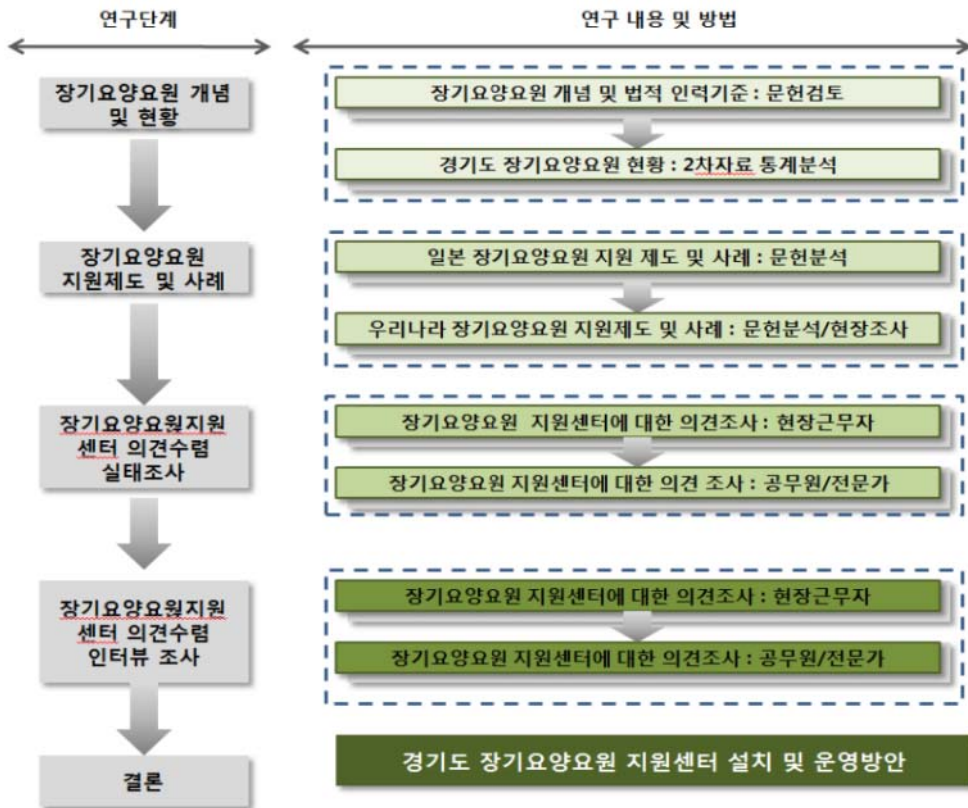 연구단계
연구 내용 및 방법
장기요양요원 개념
및 현황
장기요양요원 개념 및 법적 인력기준 : 문헌검토
경기도 장기요양요원 현황 : 2차자료 통계분석
장기요양요원
지원제도 및 사례
일본 장기요양요원 지원 제도 및 사례 : 문헌분석
우리나라 장기요양요원 지원제도 및 사례 : 문헌분석/현장조사
장기요양요원지원
센터 의견수렴
실태조사
장기요양요원 지원센터에 대한 의견조사 : 현장근무자
장기요양요원 지원센터에 대한 의견 조사 : 공무원/전문가
장기요양요원지원
센터 의견수렴
인터뷰 조사
장기요양요원 지원센터에 대한 의견조사 : 현장근무자
장기요양요원 지원센터에 대한 의견조사 : 공무원/전문가
결론
경기도 장기요양요원 지원센터 설치 및 운영방안